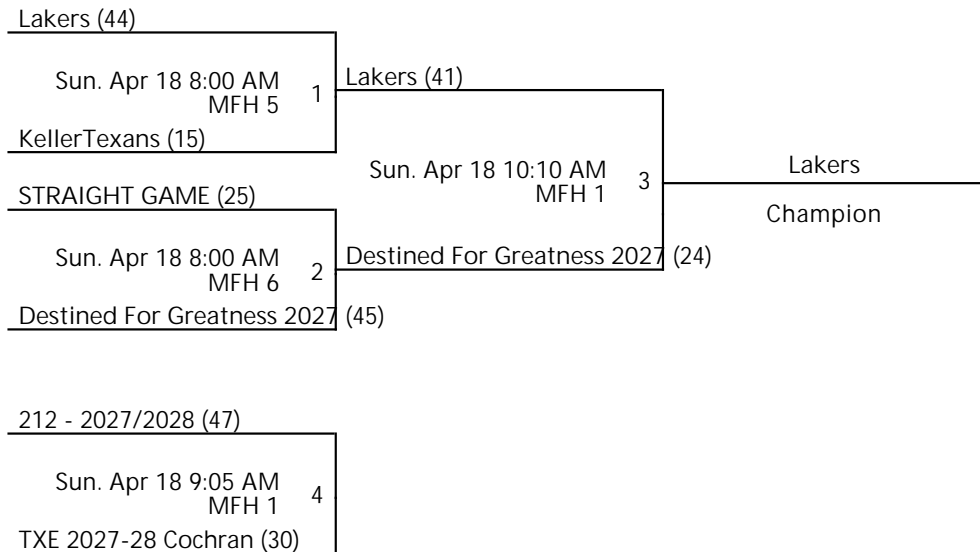 Lakers (44)
Sun. Apr 18 8:00 AM
MFH 5
1
Lakers (41)
KellerTexans (15)
Sun. Apr 18 10:10 AM
MFH 1
3
Lakers
Champion
STRAIGHT GAME (25)
Sun. Apr 18 8:00 AM
MFH 6
2
Destined For Greatness 2027 (24)
Destined For Greatness 2027 (45)
212 - 2027/2028 (47)
Sun. Apr 18 9:05 AM
MFH 1
4
TXE 2027-28 Cochran (30)